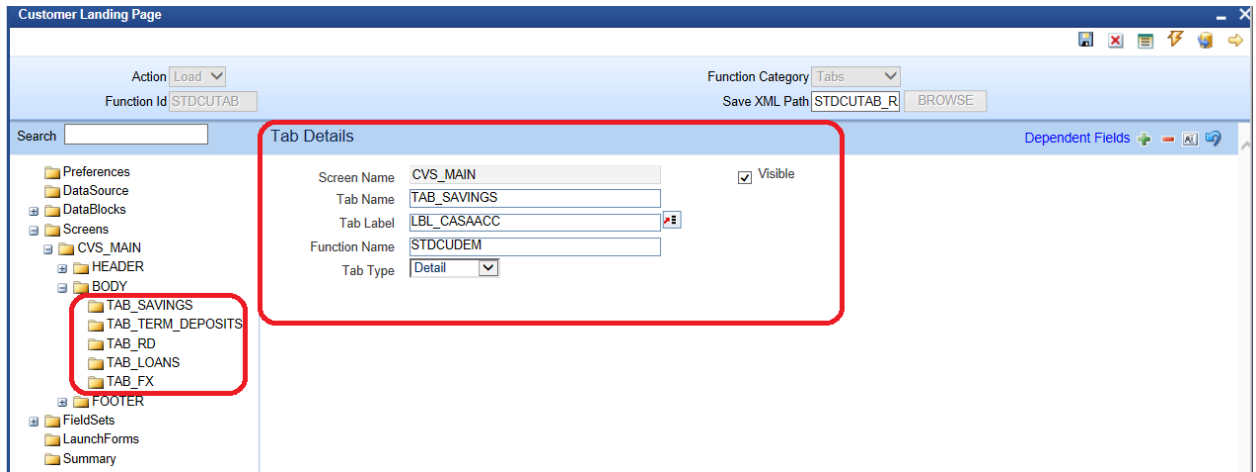 Customer Landing Page
Action Load
Function Category Tabs
Function Id STDCUTAB
Save XML Path STDCUTAB_R BROWSE
Search
Tab Details
Dependent Fields
Preferences
DataSource
DataBlocks
Screens
CVS_MAIN
HEADER
BODY
TAB_SAVINGS
TAB_TERM_DEPOSITS
TAB_RD
TAB_LOANS
TAB_FX
FOOTER
FieldSets
LaunchForms
Summary
Screen Name CVS_MAIN
Visible
Tab Name TAB_SAVINGS
Tab Label LBL_CASAACC
Function Name STDCUDEM
Tab Type Detail